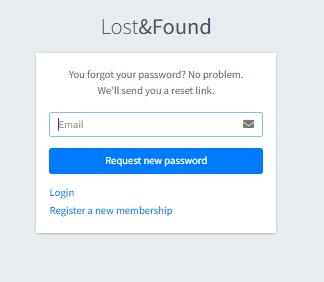 Lost&Found
You forgot your password? No problem.
We'll send you a reset link.
Email
Request new password
Login
Register a new membership